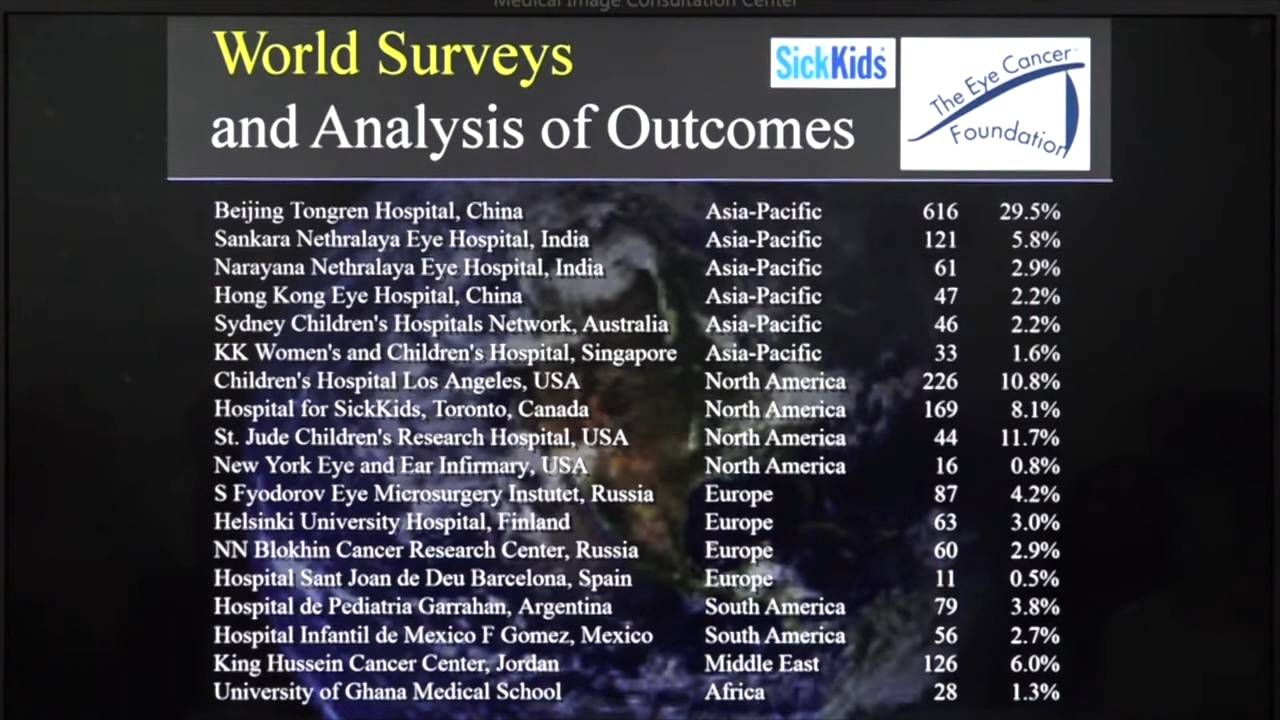 Medical Image Consultation Center
World Surveys
and Analysis of Outcomes
SickKids
The Eye Cancer
Foundation
Beijing Tongren Hospital, China Asia-Pacific 616 29.5%
Sankara Nethralaya Eye Hospital, India Asia-Pacific 121 5.8%
Narayana Nethralaya Eye Hospital, India Asia-Pacific 61 2.9%
Hong Kong Eye Hospital, China Asia-Pacific 47 2.2%
Sydney Children's Hospitals Network, Australia Asia-Pacific 46 2.2%
KK Women's and Children's Hospital, Singapore Asia-Pacific 33 1.6%
Children's Hospital Los Angeles, USA North America 226 10.8%
Hospital for SickKids, Toronto, Canada North America 169 8.1%
St. Jude Children's Research Hospital, USA North America 44 11.7%
New York Eye and Ear Infirmary, USA North America 16 0.8%
S Fyodorov Eye Microsurgery Instutet, Russia Europe 87 4.2%
Helsinki University Hospital, Finland Europe 63 3.0%
NN Blokhin Cancer Research Center, Russia Europe 60 2.9%
Hospital Sant Joan de Deu Barcelona, Spain Europe 11 0.5%
Hospital de Pediatria Garrahan, Argentina South America 79 3.8%
Hospital Infantil de Mexico F Gomez, Mexico South America 56 2.7%
King Hussein Cancer Center, Jordan Middle East 126 6.0%
University of Ghana Medical School Africa 28 1.3%